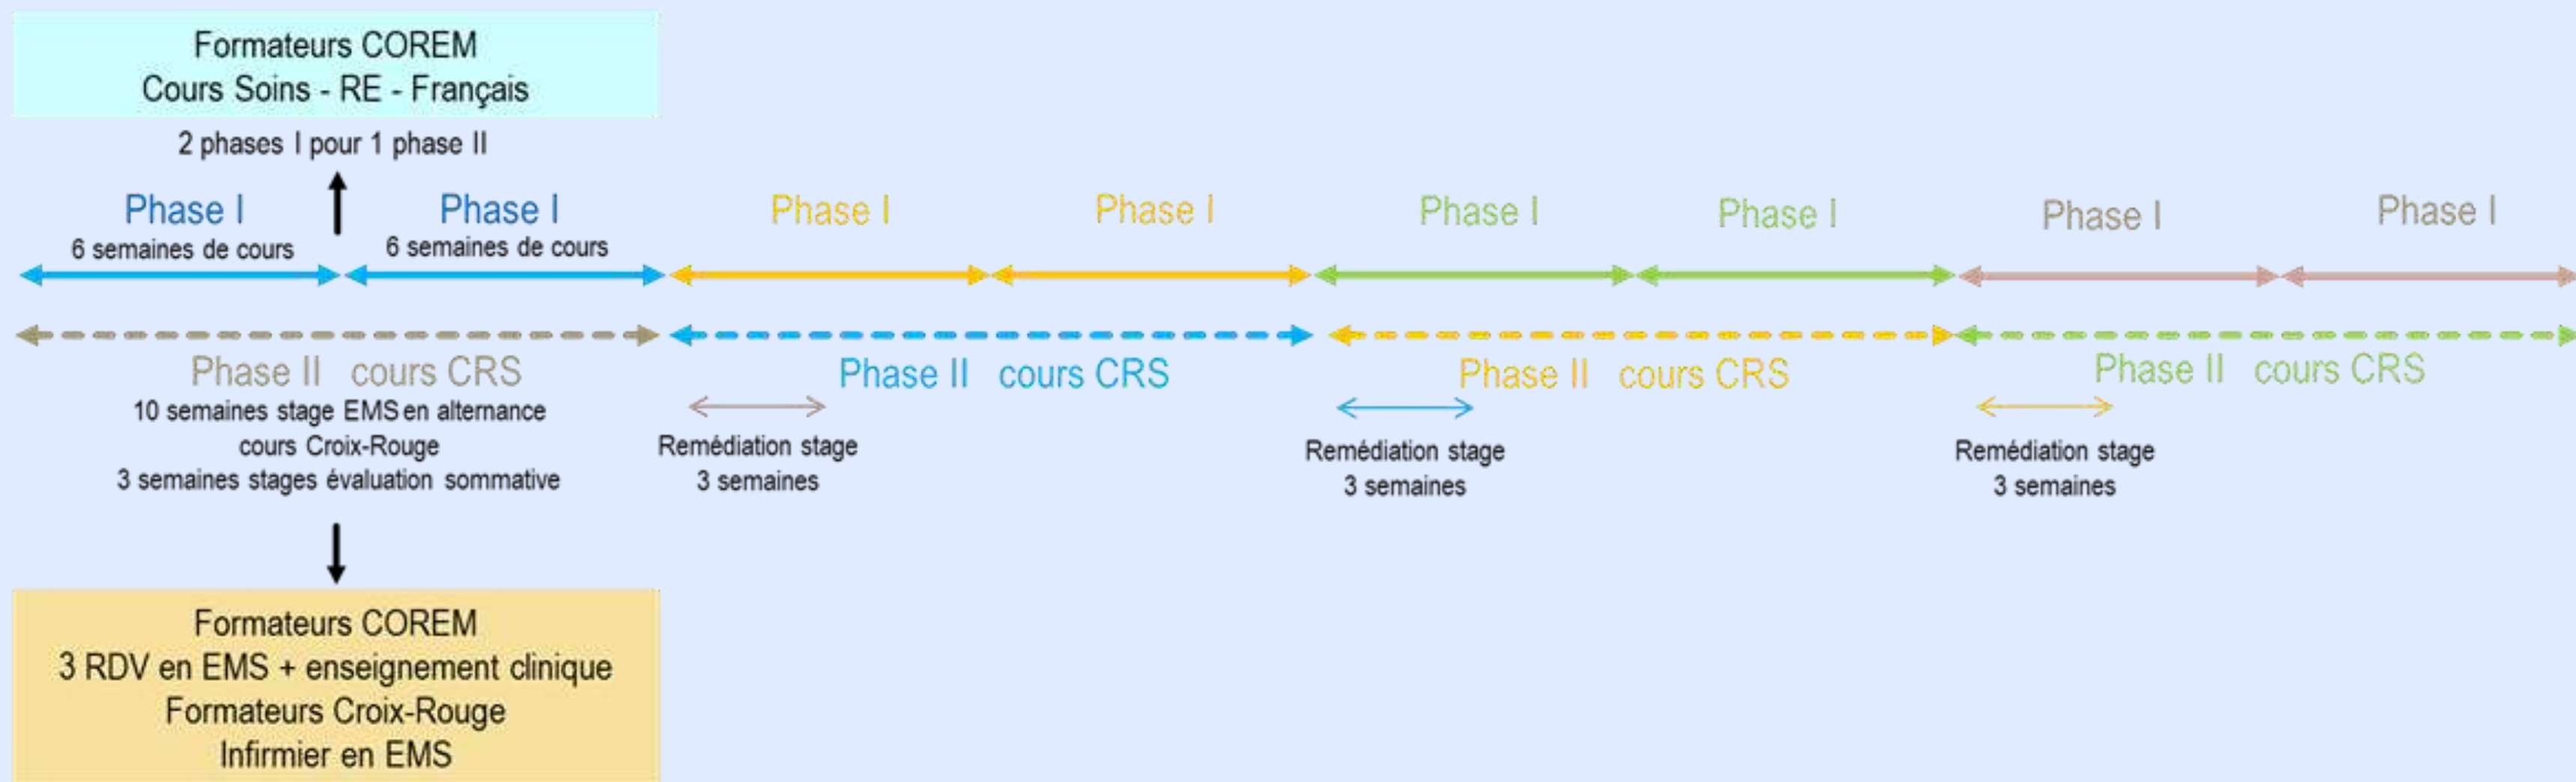 Formateurs COREM
Cours Soins - RE - Français
2 phases I pour 1 phase II
Phase I
6 semaines de cours
Phase I
6 semaines de cours
Phase I
Phase I
Phase I
Phase I
Phase I
Phase I
Phase II cours CRS
10 semaines stage EMS en alternance
cours Croix-Rouge
3 semaines stages évaluation sommative
Phase II cours CRS
Remédiation stage
3 semaines
Phase II cours CRS
Remédiation stage
3 semaines
Phase II cours CRS
Remédiation stage
3 semaines
Formateurs COREM
3 RDV en EMS + enseignement clinique
Formateurs Croix-Rouge
Infirmier en EMS